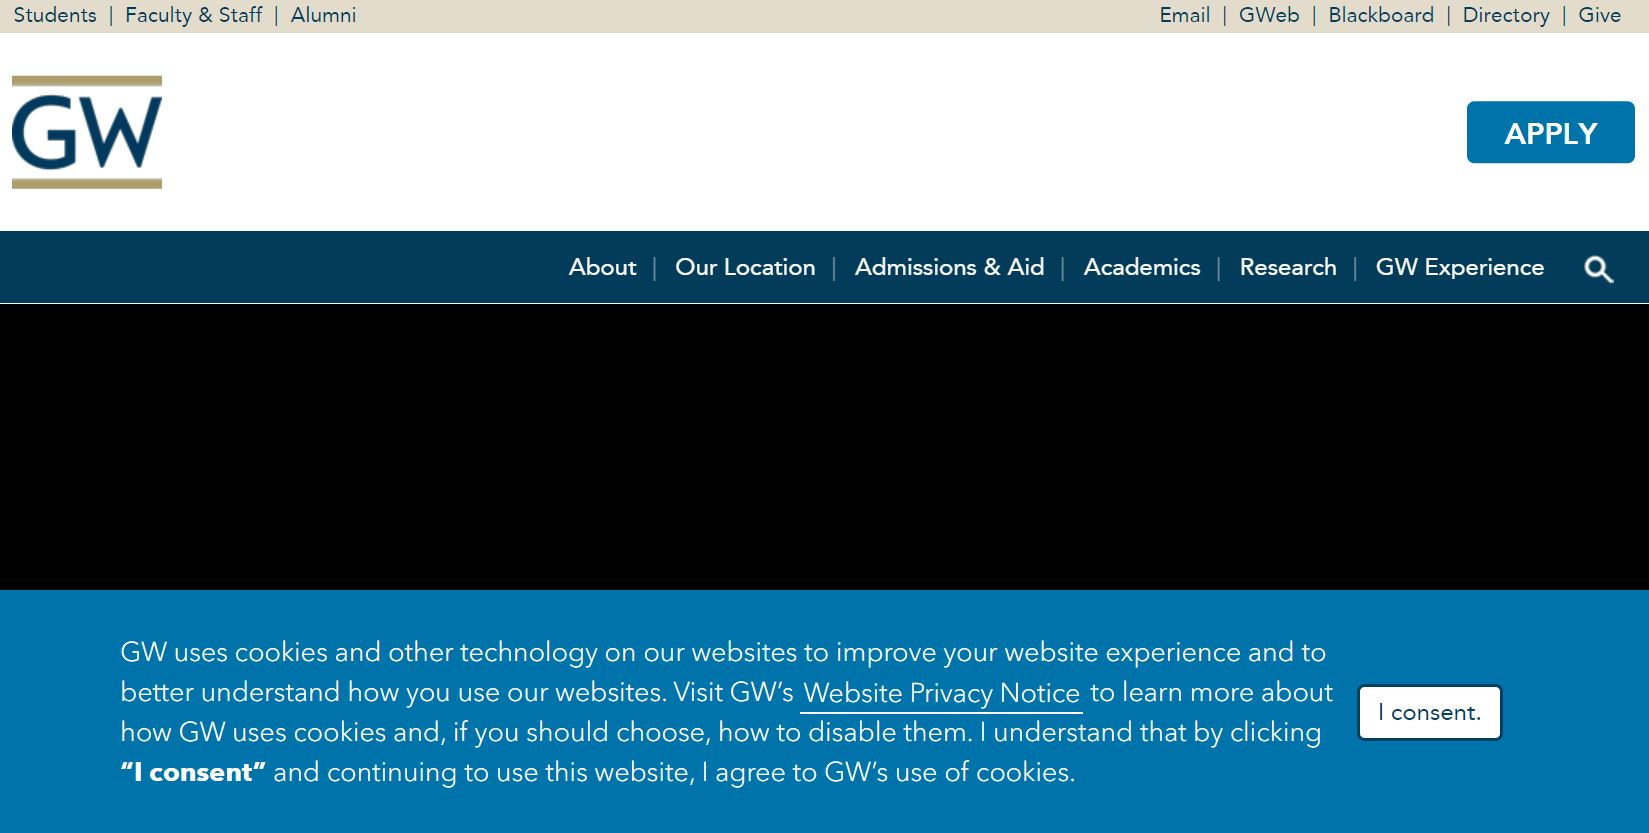 Students | Faculty & Staff | Alumni
Email | GWeb | Blackboard | Directory | Give
GW
APPLY
About | Our Location | Admissions & Aid | Academics | Research | GW Experience
GW uses cookies and other technology on our websites to improve your website experience and to
better understand how you use our websites. Visit GW’s Website Privacy Notice to learn more about
how GW uses cookies and, if you should choose, how to disable them. I understand that by clicking
“I consent” and continuing to use this website, I agree to GW’s use of cookies.
I consent.